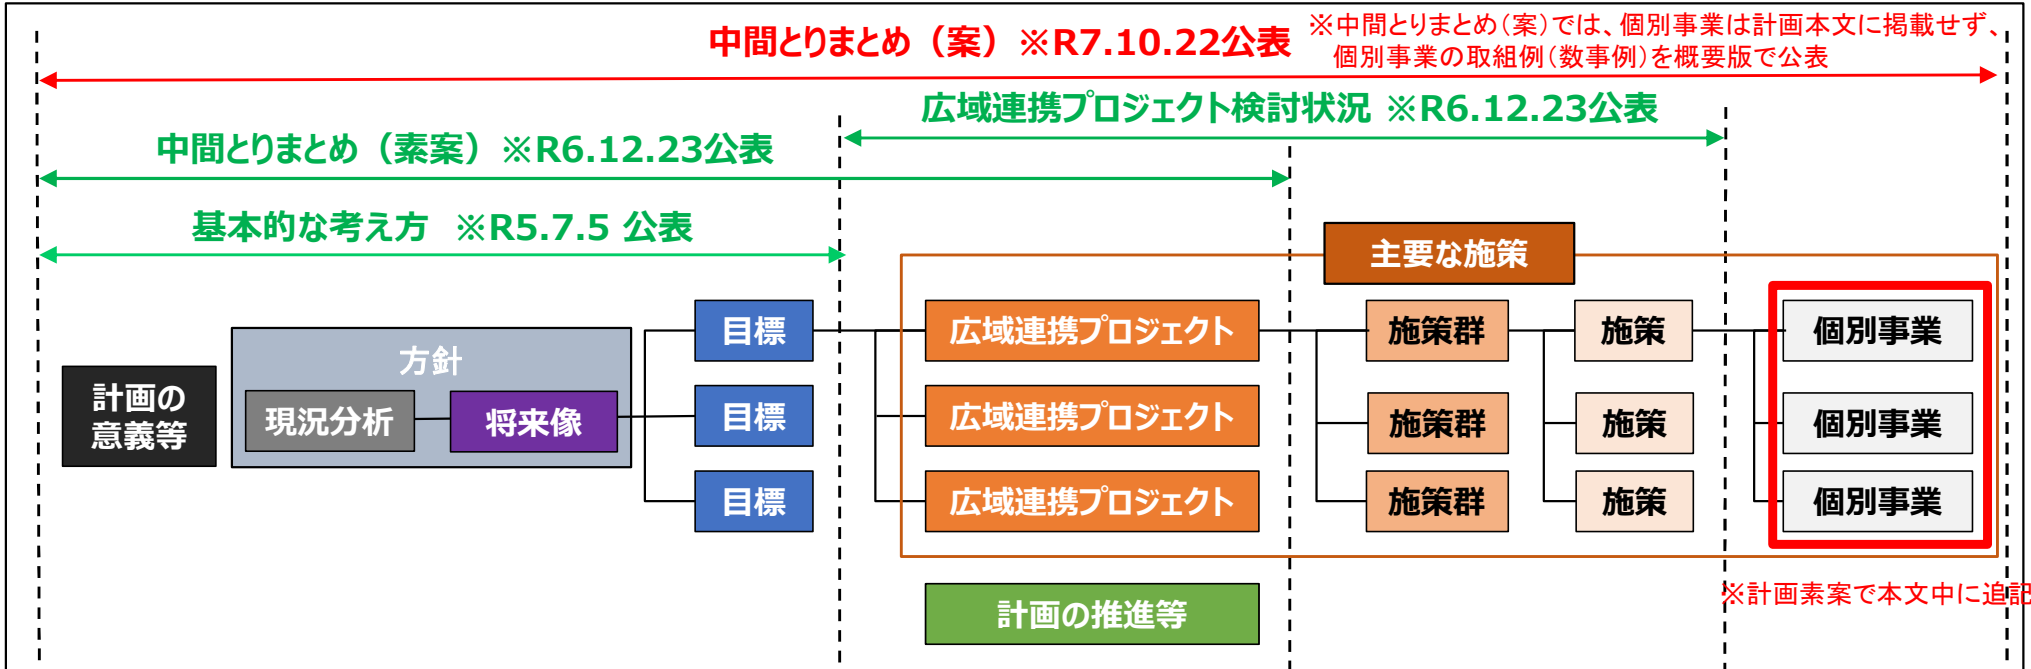 中間とりまとめ（案）※R7.10.22公表
※中間とりまとめ（案）では、個別事業は計画本文に掲載せず、
個別事業の取組例（数事例）を概要版で公表
広域連携プロジェクト検討状況 ※R6.12.23公表
中間とりまとめ（素案）※R6.12.23公表
基本的な考え方 ※R5.7.5 公表
主要な施策
目標
広域連携プロジェクト
施策群
施策
個別事業
方針
計画の
意義等
現況分析
将来像
目標
広域連携プロジェクト
施策群
施策
個別事業
目標
広域連携プロジェクト
施策群
施策
個別事業
計画の推進等
※計画素案で本文中に追記